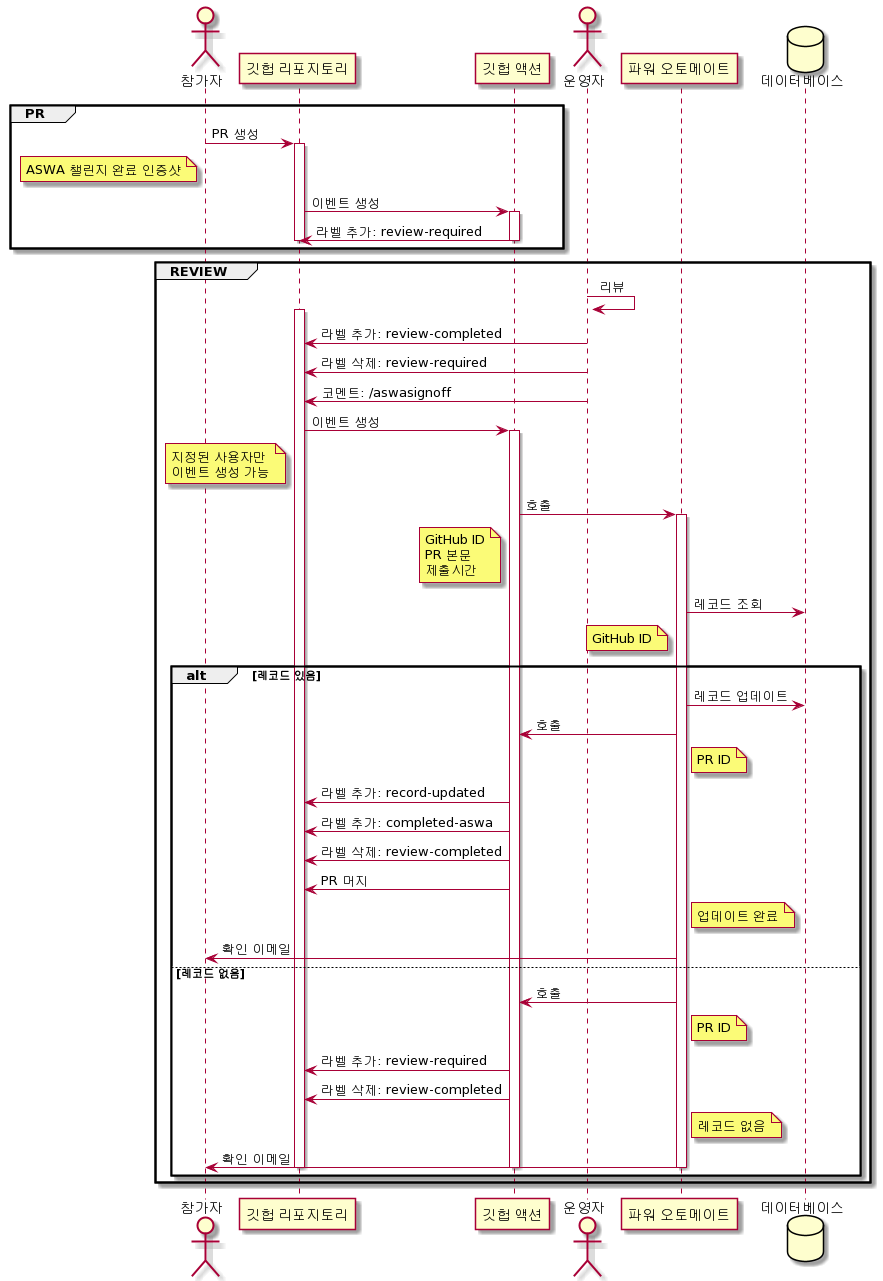 참가자
깃헙 리포지토리
깃헙 액션
운영자
파워 오토메이트
데이터베이스
PR
PR 생성
ASWA 챌린지 완료 인증샷
이벤트 생성
라벨 추가: review-required
REVIEW
리뷰
라벨 추가: review-completed
라벨 삭제: review-required
코멘트: /aswasignoff
이벤트 생성
지정된 사용자만
이벤트 생성 가능
호출
GitHub ID
PR 본문
제출시간
레코드 조회
GitHub ID
alt
[레코드 있음]
레코드 업데이트
호출
PR ID
라벨 추가: record-updated
라벨 추가: completed-aswa
라벨 삭제: review-completed
PR 머지
업데이트 완료
확인 이메일
[레코드 없음]
호출
PR ID
라벨 추가: review-required
라벨 삭제: review-completed
레코드 없음
확인 이메일
참가자
깃헙 리포지토리
깃헙 액션
운영자
파워 오토메이트
데이터베이스